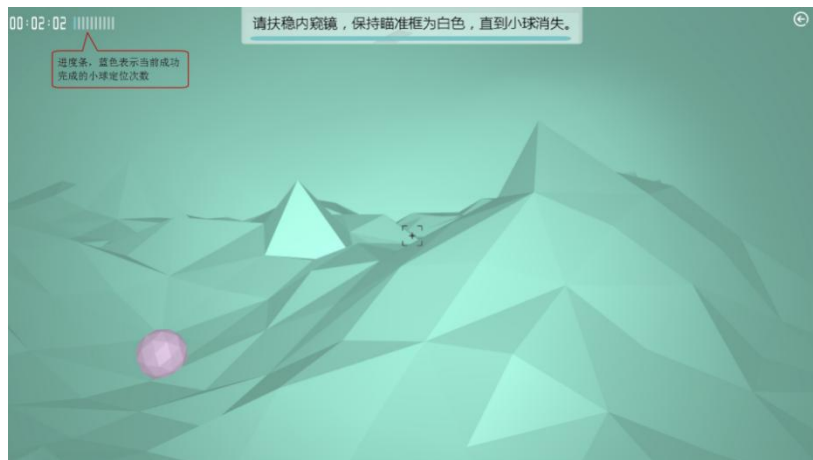 00:02:02
请扶稳内窥镜，保持瞄准框为白色，直到小球消失。
进度条，蓝色表示当前成功
完成的小球定位次数